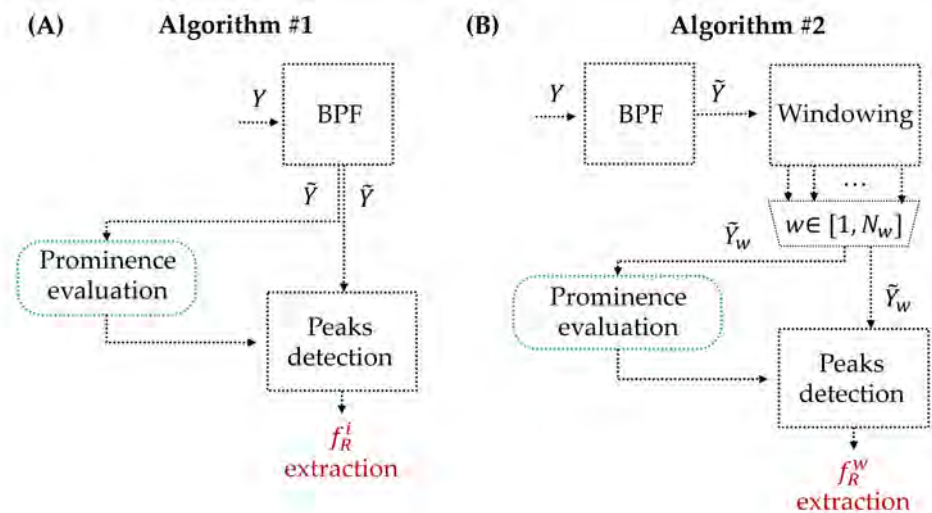 (A) Algorithm #1
Y
BPF
Ỹ
Ỹ
Prominence
evaluation
Peaks
detection
f_R^i
extraction
(B) Algorithm #2
Y
BPF
Ỹ
Windowing
...
w∈ [1, N_w]
Ỹ_w
Prominence
evaluation
Ỹ_w
Peaks
detection
f_R^w
extraction